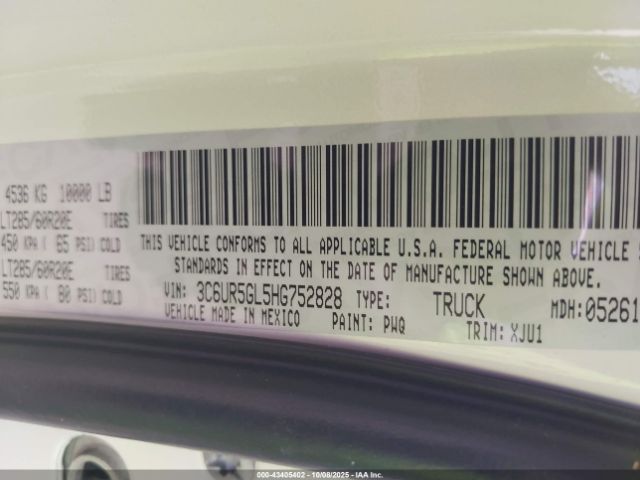 4536 KG 10000 LB
LT285/60R20E TIRES
450 KPA ( 65 PSI) COLD
LT285/60R20E TIRES
550 KPA ( 80 PSI) COLD
THIS VEHICLE CONFORMS TO ALL APPLICABLE U.S.A. FEDERAL MOTOR VEHICLE
STANDARDS IN EFFECT ON THE DATE OF MANUFACTURE SHOWN ABOVE.
VIN: 3C6UR5GL5HG752828 TYPE: TRUCK MDH:05261
VEHICLE MADE IN MEXICO PAINT: PWQ TRIM: XJU1
00-43405402 - 10/08/2025 - IAAI.COM